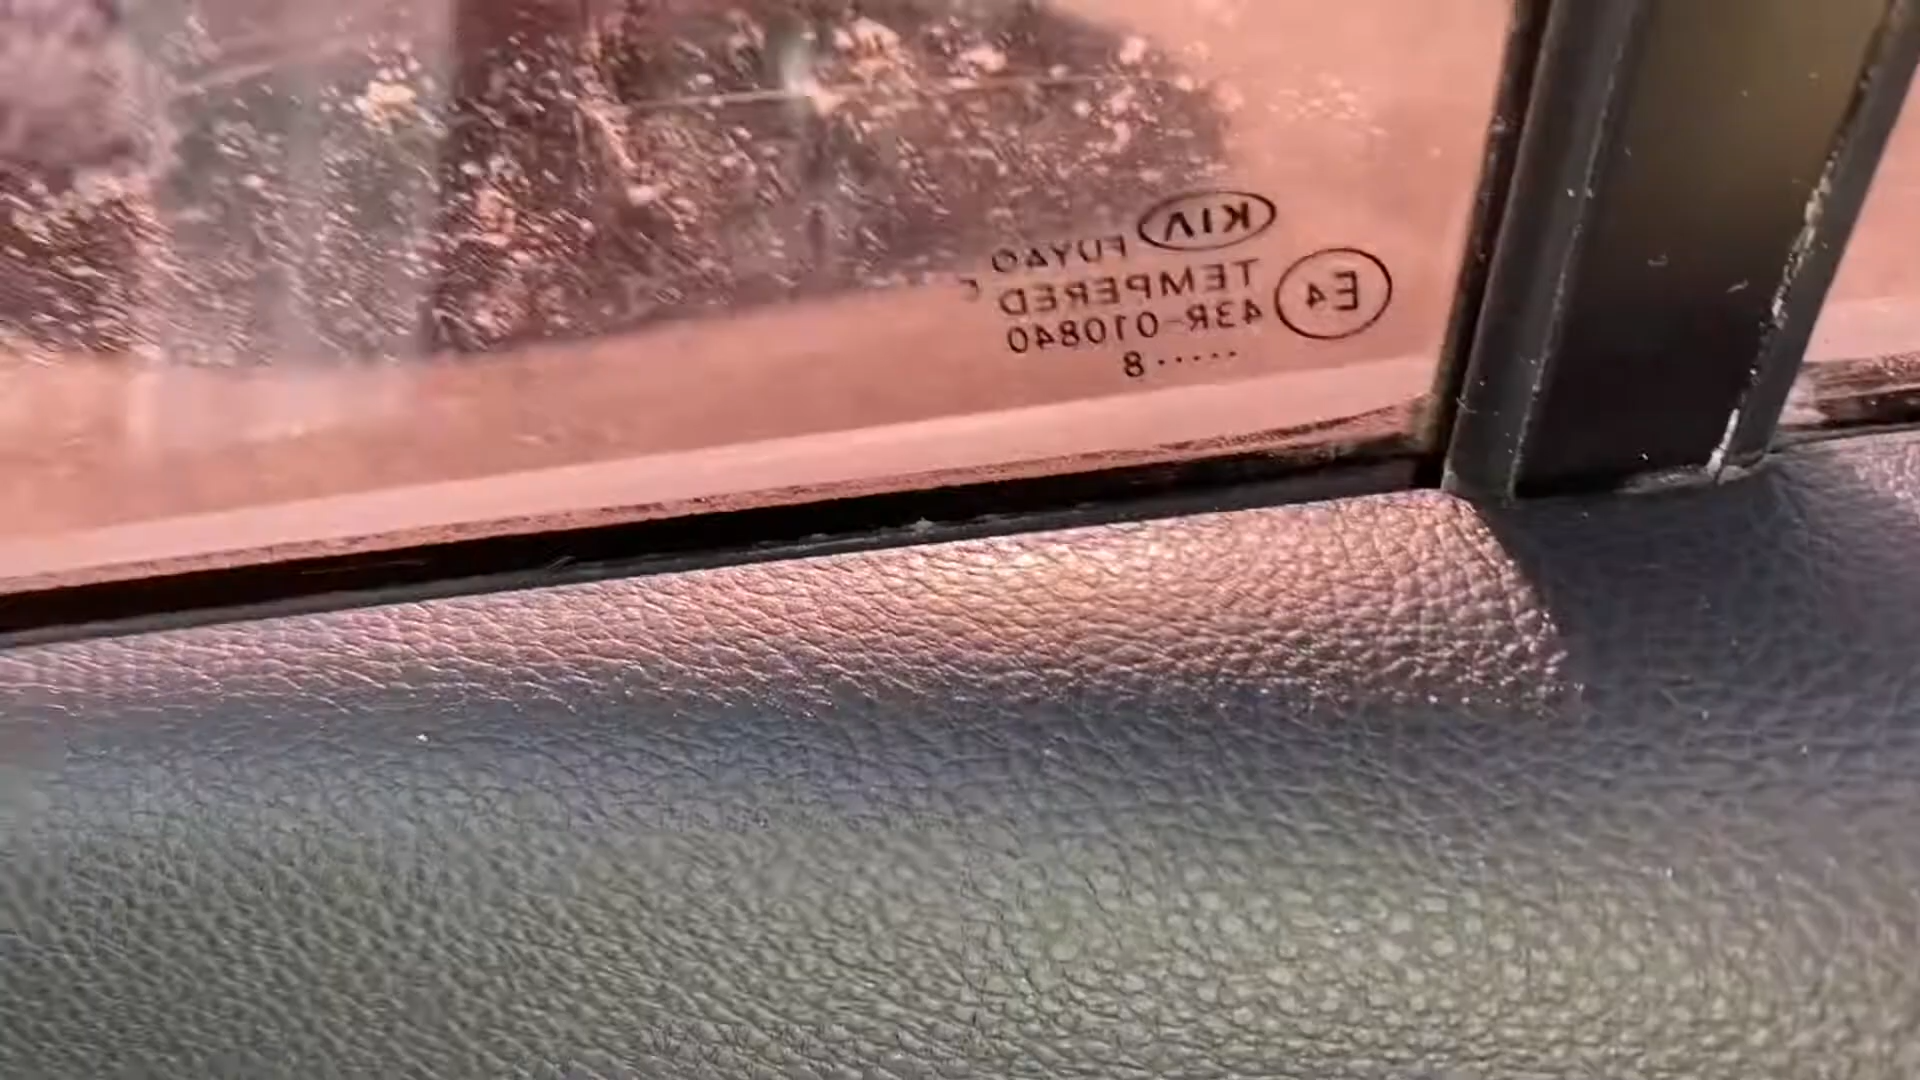 KIA
FUYAO
TEMPERED
E4
43R-010840
.....8